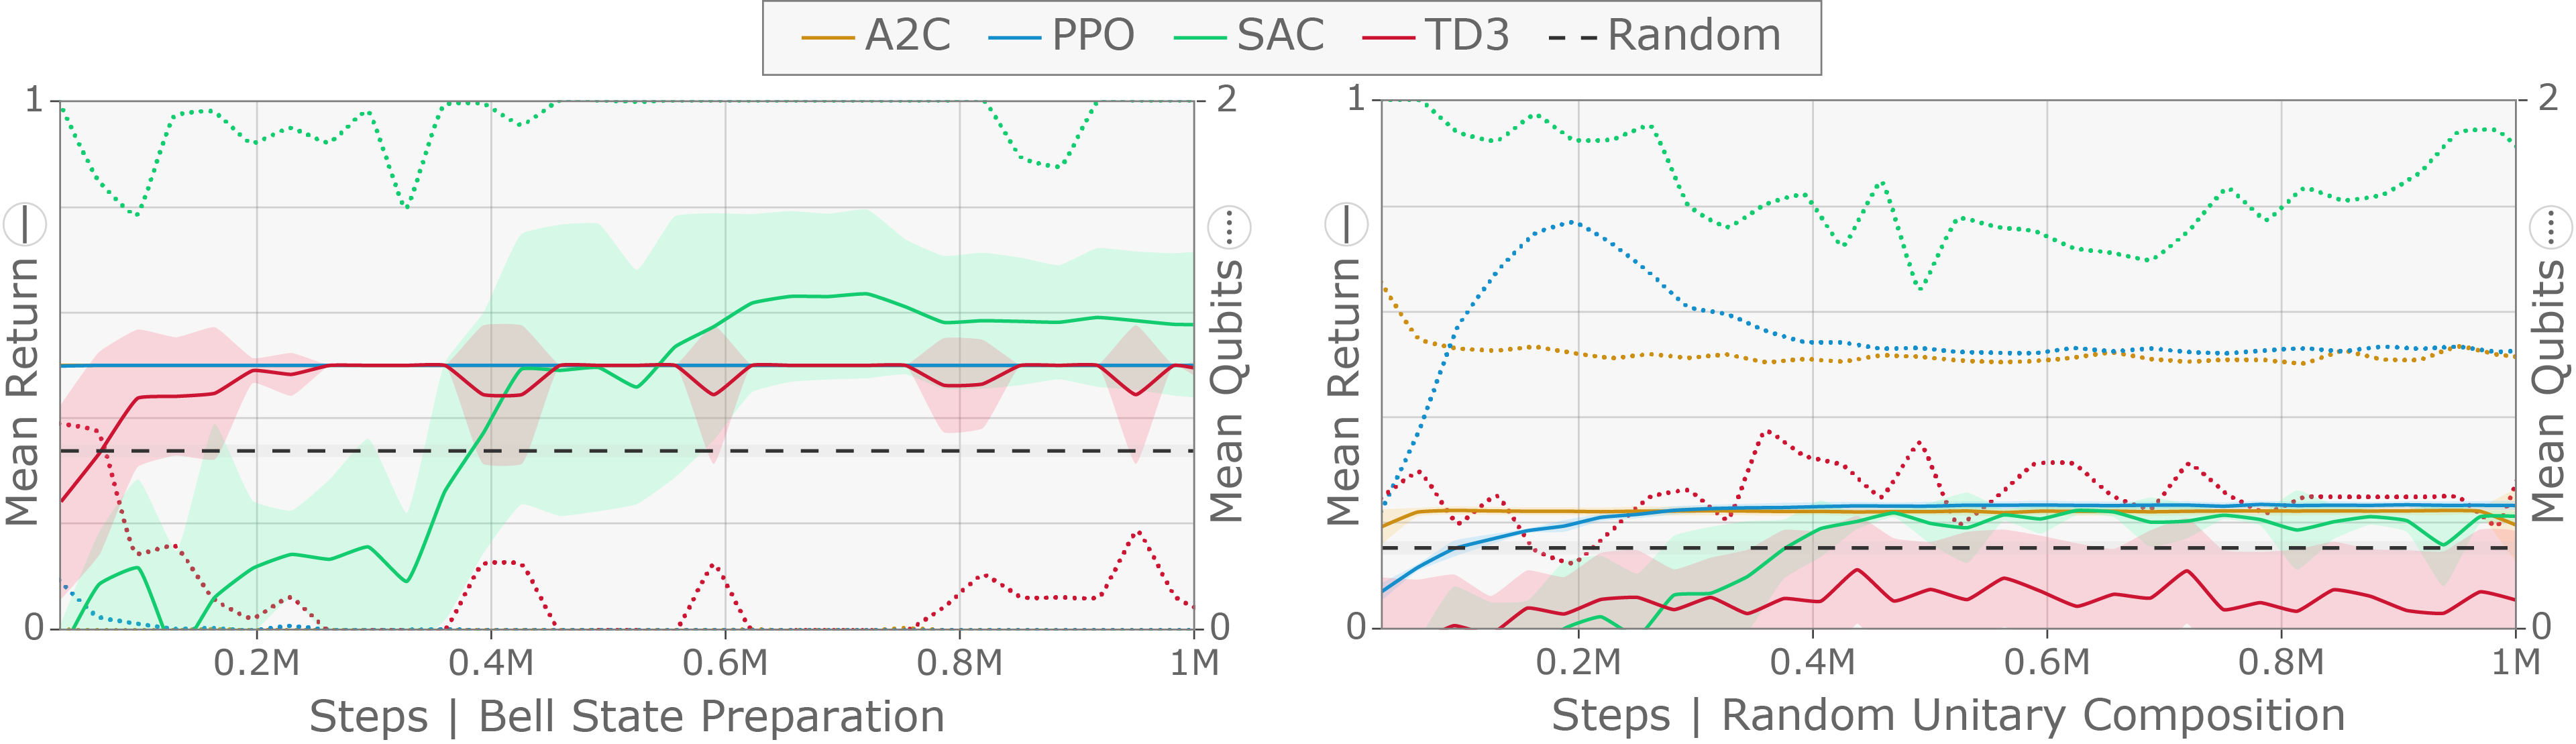 A2C PPO SAC TD3 Random
1
2
Mean Return
Mean Qubits
0
0
0.2M 0.4M 0.6M 0.8M 1M
Steps | Bell State Preparation
1
2
Mean Return
Mean Qubits
0
0
0.2M 0.4M 0.6M 0.8M 1M
Steps | Random Unitary Composition